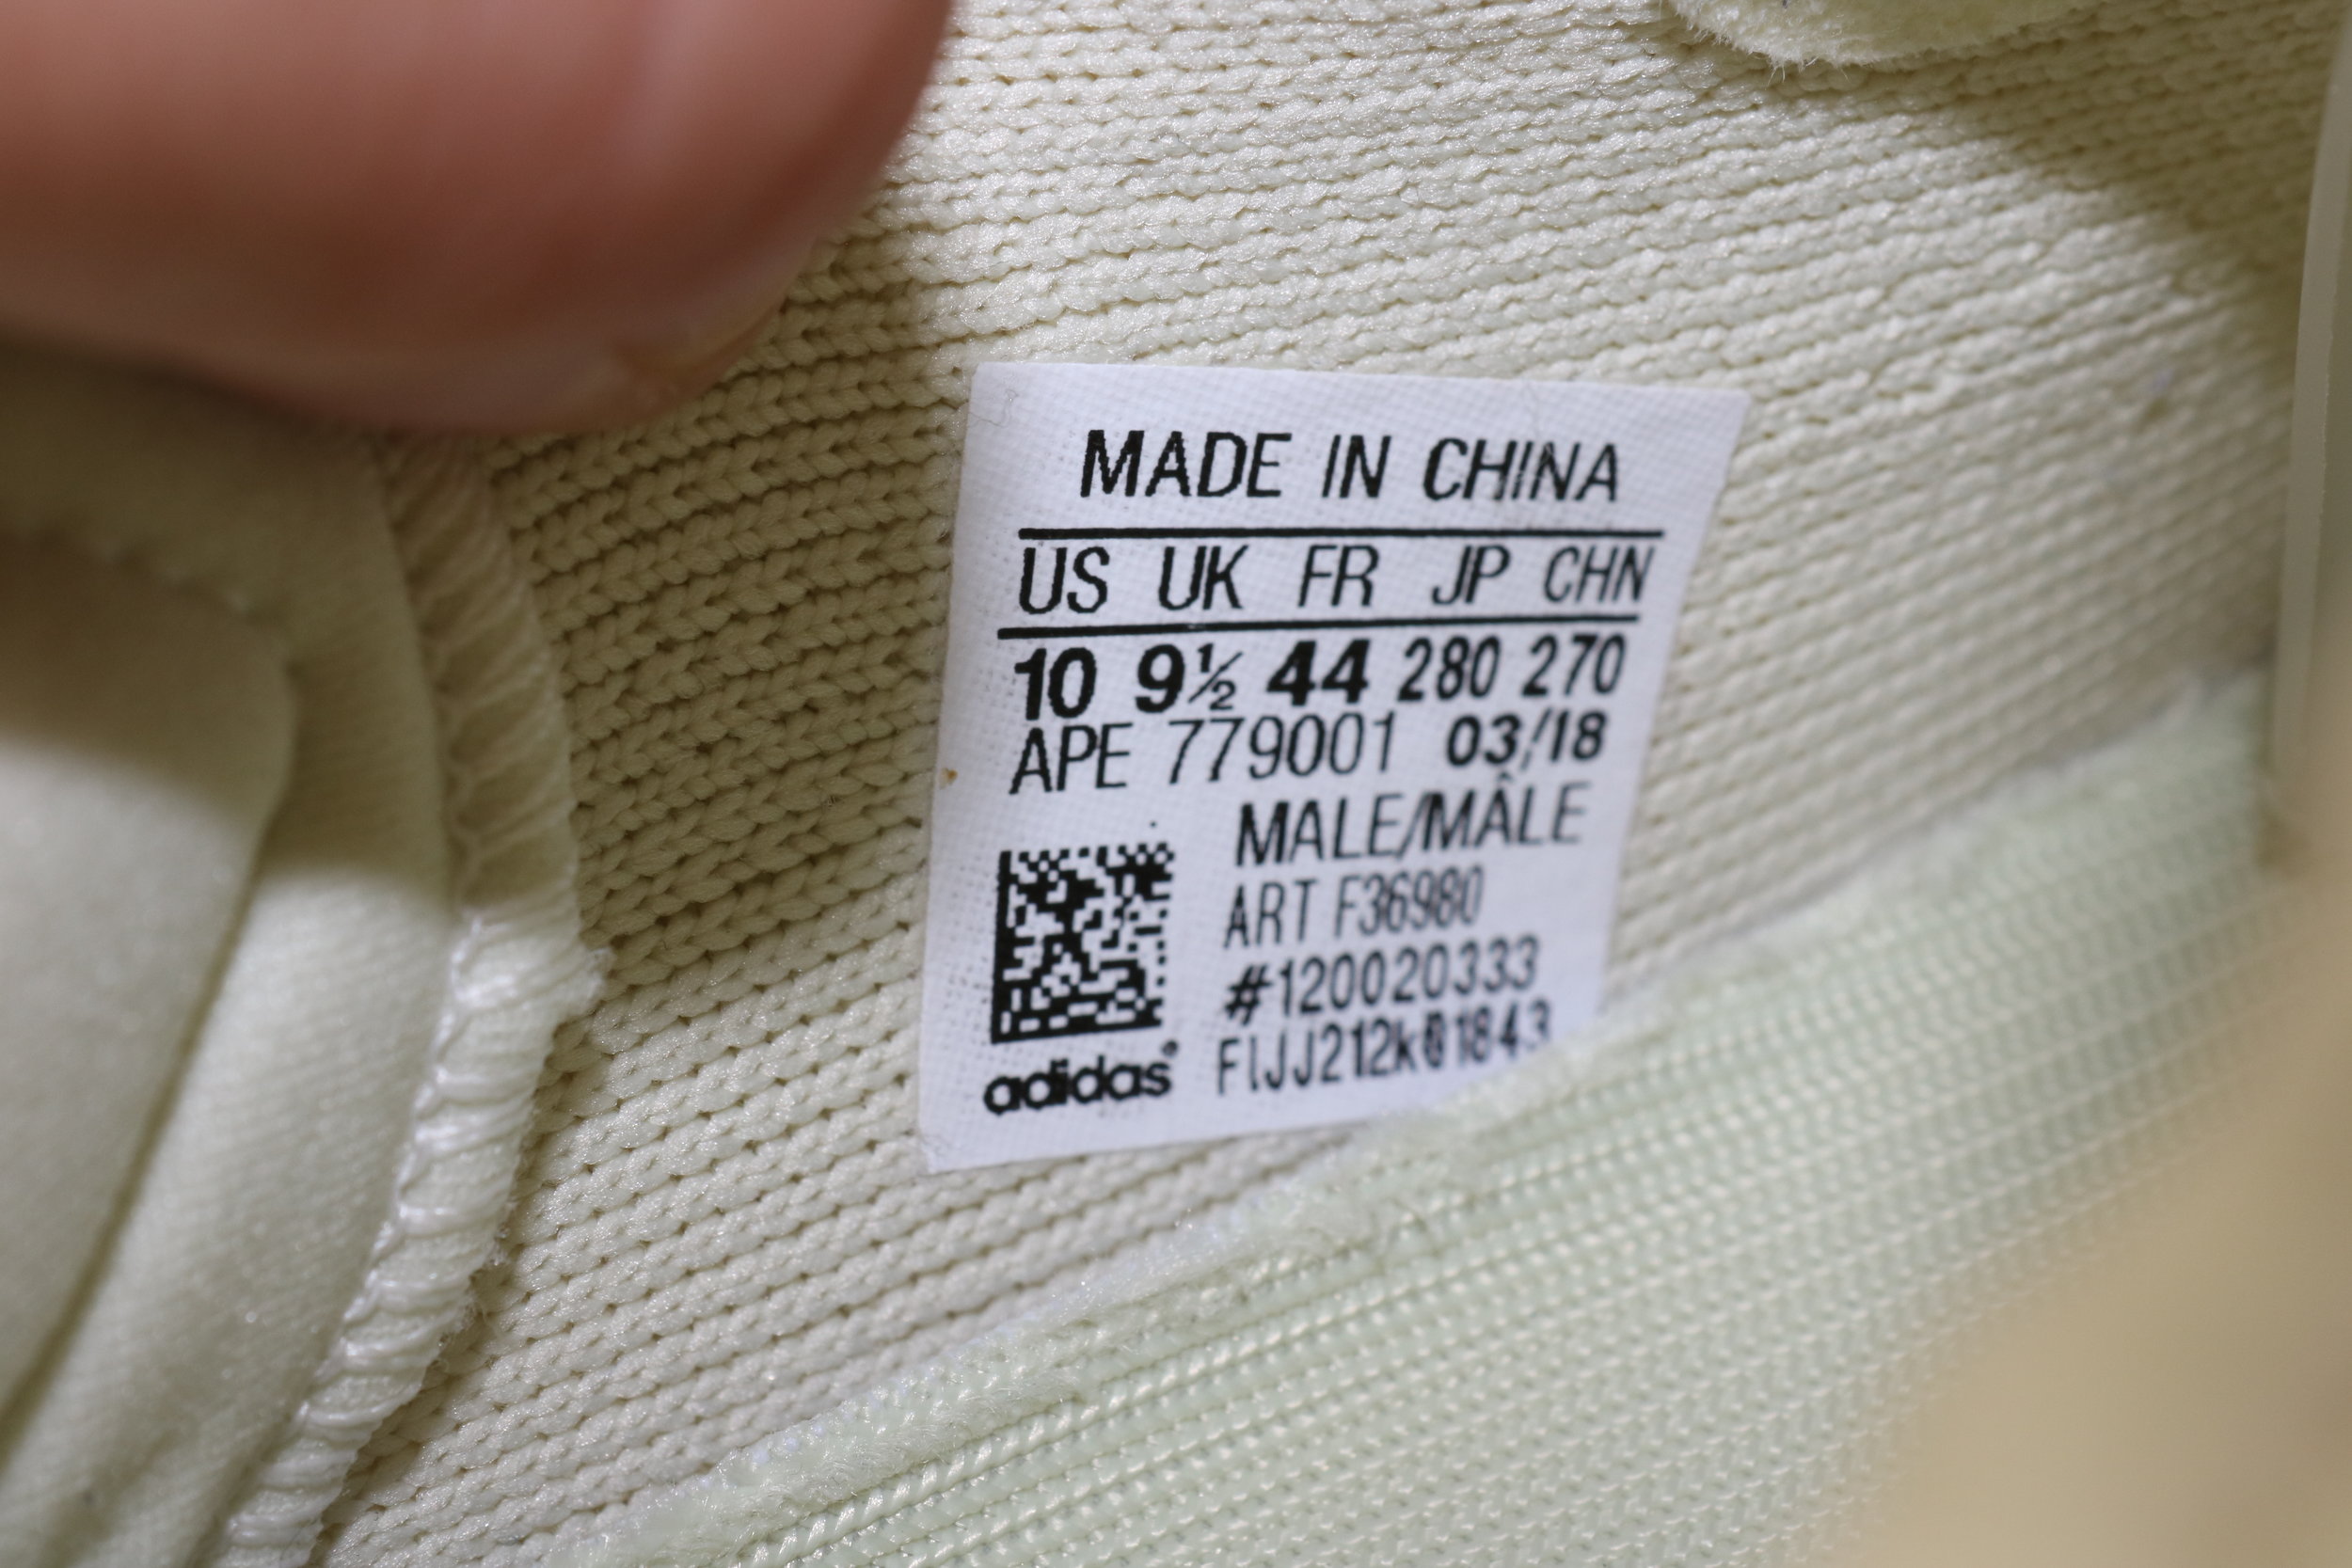 MADE IN CHINA
US UK FR JP CHN
10 9½ 44 280 270
APE 779001 03/18
MALE/MÂLE
ART F36980
#120020333
FIJJ212k01843
adidas®